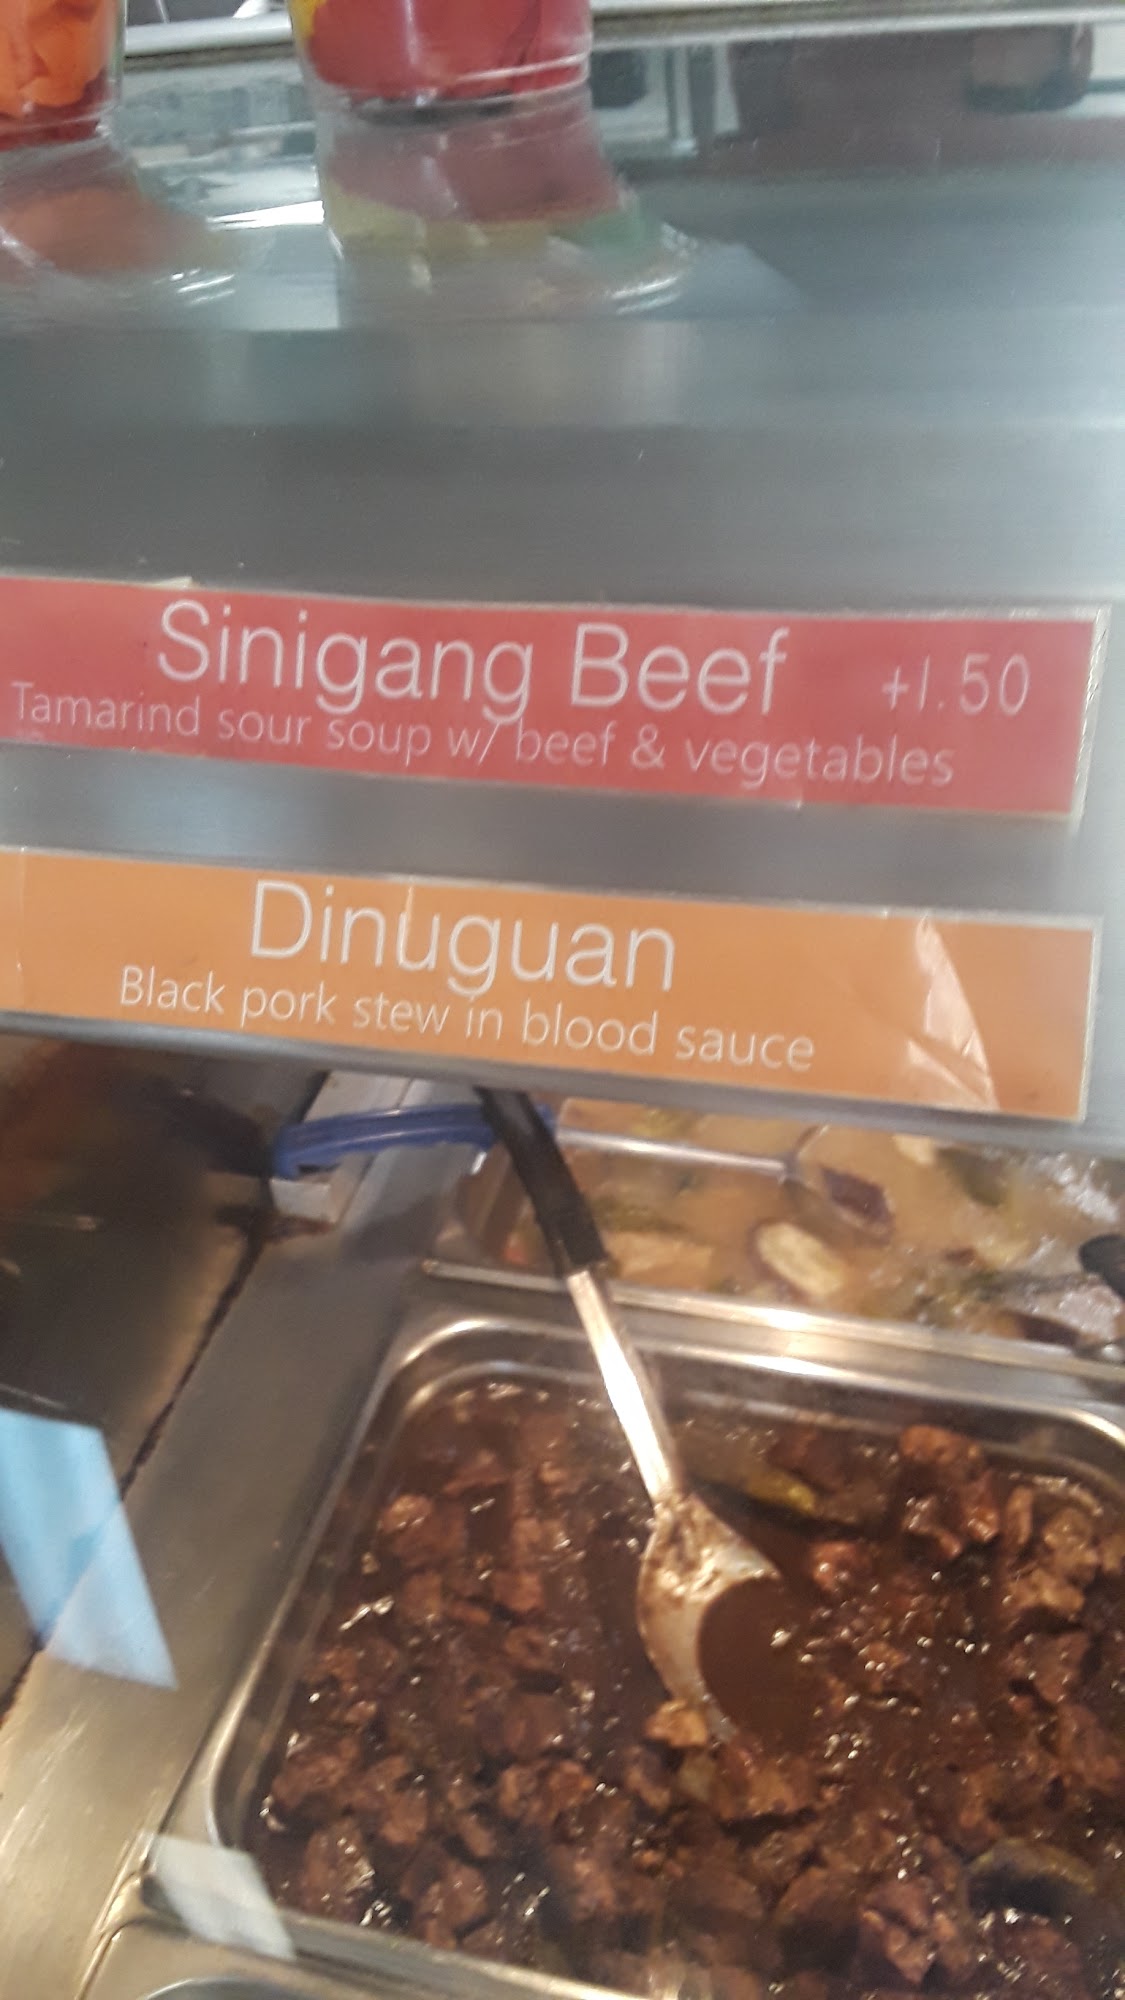 Sinigang Beef +1.50
Tamarind sour soup w/ beef & vegetables
Dinuguan
Black pork stew in blood sauce